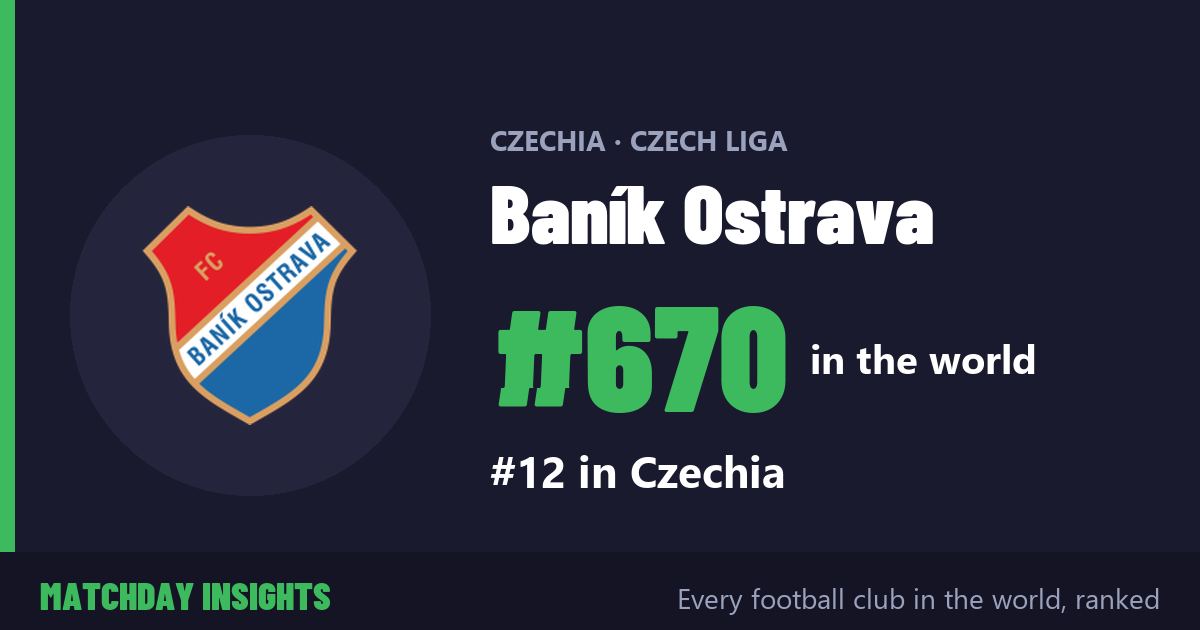 FC
BANÍK OSTRAVA
CZECHIA · CZECH LIGA
Baník Ostrava
#670 in the world
#12 in Czechia
MATCHDAY INSIGHTS
Every football club in the world, ranked